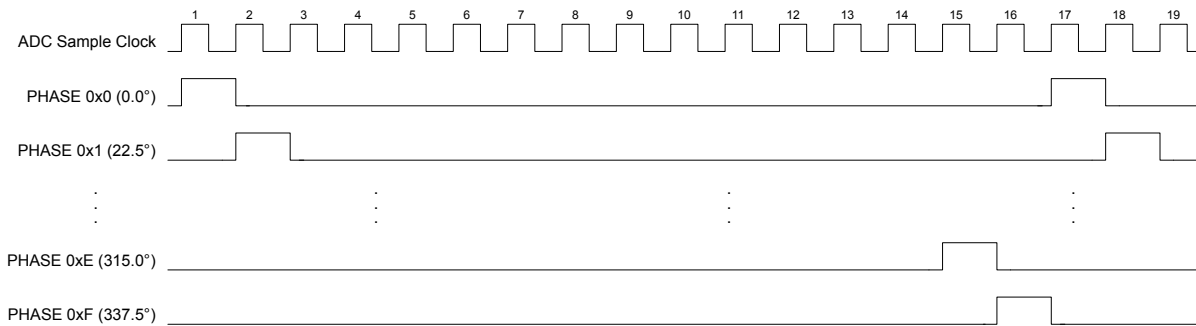 1 2 3 4 5 6 7 8 9 10 11 12 13 14 15 16 17 18 19
ADC Sample Clock
PHASE 0x0 (0.0°)
PHASE 0x1 (22.5°)
PHASE 0xE (315.0°)
PHASE 0xF (337.5°)